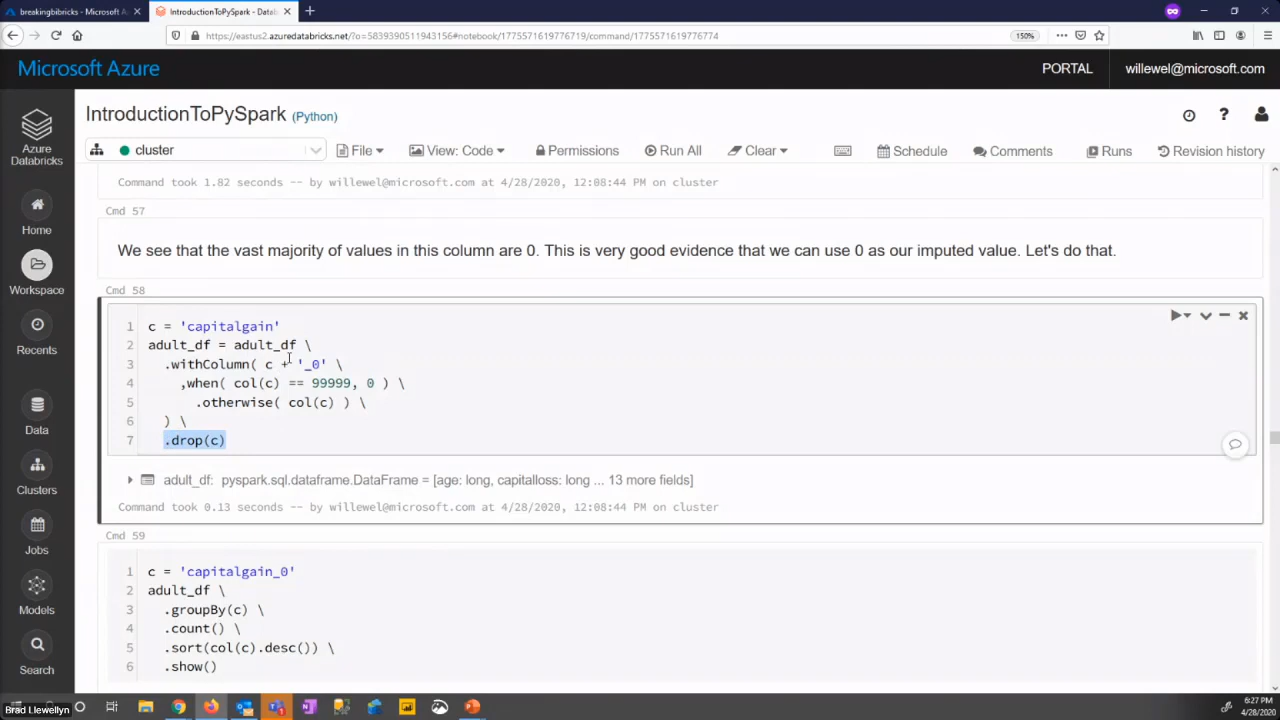 breakingbibricks - Microsoft A
IntroductionToPySpark - Datab
https://eastus2.azuredatabricks.net/?o=5839390511943156#notebook/1775571619776719/command/1775571619776774
150%
Microsoft Azure
PORTAL
willewel@microsoft.com
Azure Databricks
Home
Workspace
Recents
Data
Clusters
Jobs
Models
Search
IntroductionToPySpark (Python)
cluster
File
View: Code
Permissions
Run All
Clear
Schedule
Comments
Runs
Revision history
Command took 1.82 seconds -- by willewel@microsoft.com at 4/28/2020, 12:08:44 PM on cluster
Cmd 57
We see that the vast majority of values in this column are 0. This is very good evidence that we can use 0 as our imputed value. Let's do that.
Cmd 58
1 c = 'capitalgain'
2 adult_df = adult_df \
3 .withColumn( c + '_0' \
4 ,when( col(c) == 99999, 0 ) \
5 .otherwise( col(c) ) \
6 ) \
7 .drop(c)
adult_df: pyspark.sql.dataframe.DataFrame = [age: long, capitalloss: long ... 13 more fields]
Command took 0.13 seconds -- by willewel@microsoft.com at 4/28/2020, 12:08:44 PM on cluster
Cmd 59
1 c = 'capitalgain_0'
2 adult_df \
3 .groupBy(c) \
4 .count() \
5 .sort(col(c).desc()) \
6 .show()
Brad Llewellyn
6:27 PM
4/28/2020